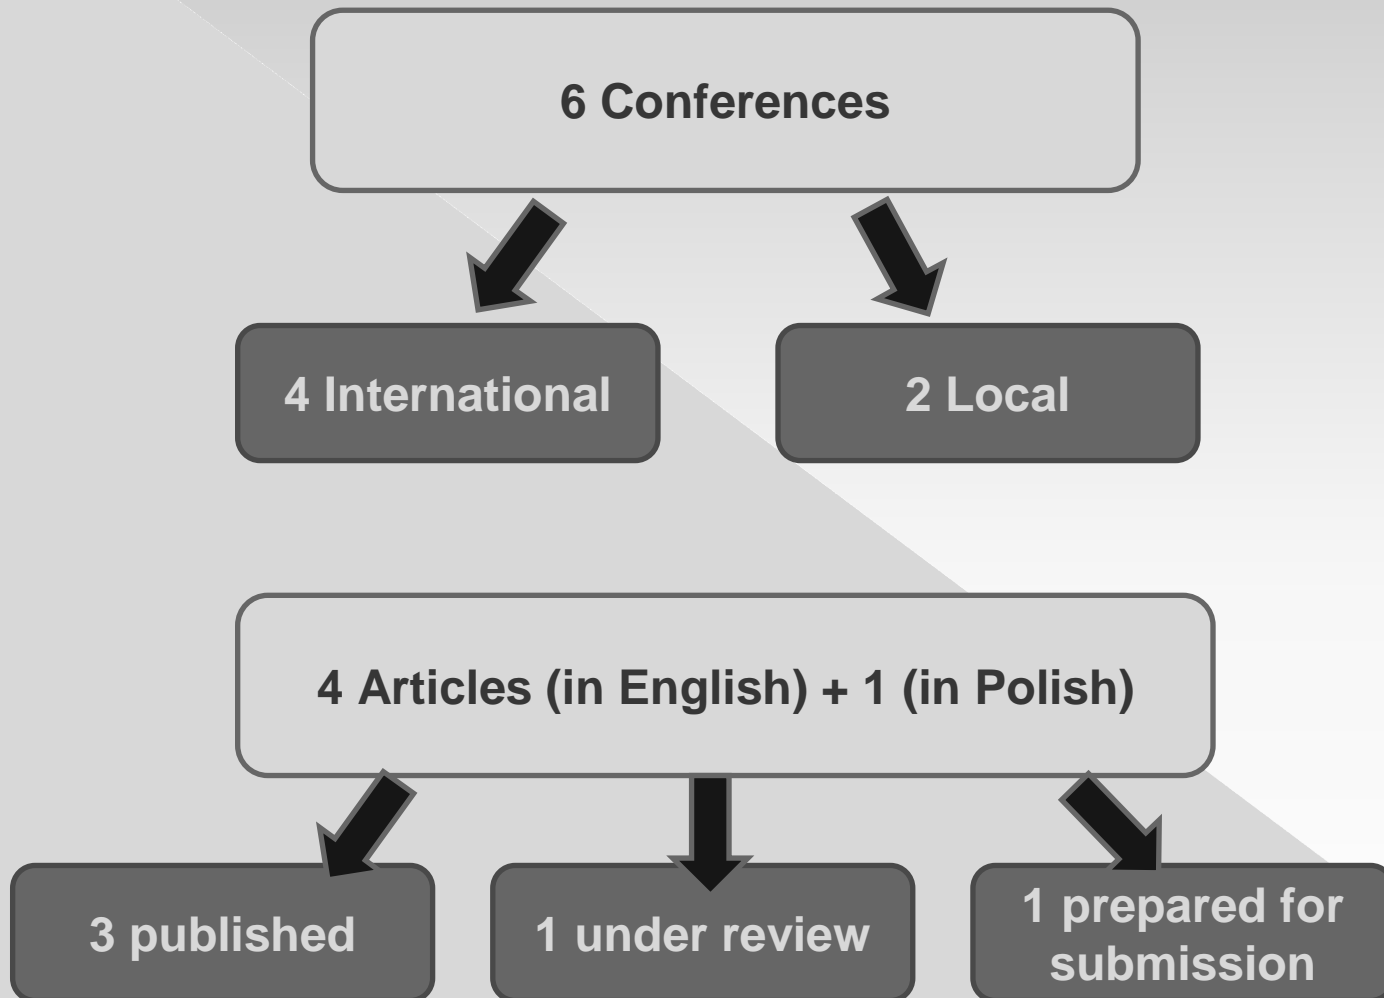 6 Conferences
4 International
2 Local
4 Articles (in English) + 1 (in Polish)
3 published
1 under review
1 prepared for
submission